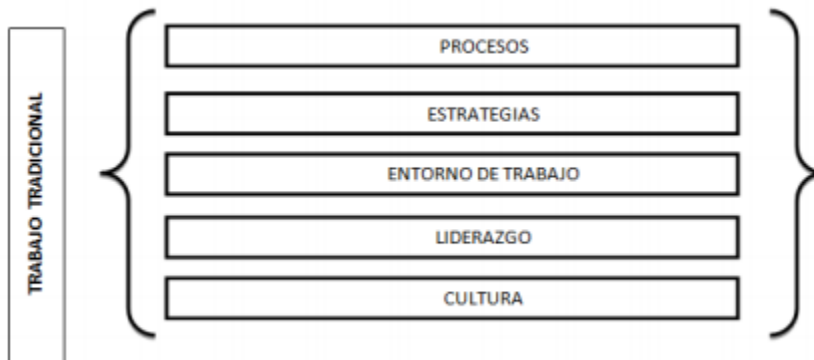 TRABAJO TRADICIONAL
PROCESOS
ESTRATEGIAS
ENTORNO DE TRABAJO
LIDERAZGO
CULTURA